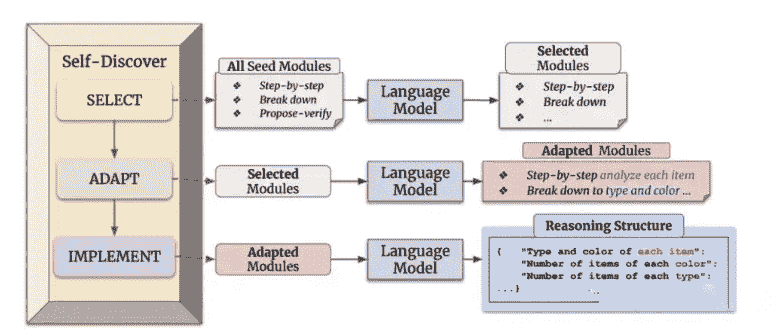 Self-Discover
SELECT
ADAPT
IMPLEMENT
All Seed Modules
❖ Step-by-step
❖ Break down
❖ Propose-verify
Language
Model
Selected
Modules
❖ Step-by-step
❖ Break down
❖ ...
Selected
Modules
Language
Model
Adapted Modules
❖ Step-by-step analyze each item
❖ Break down to type and color ...
Adapted
Modules
Language
Model
Reasoning Structure
{ "Type and color of each item":
"Number of items of each color":
"Number of items of each type":
...}